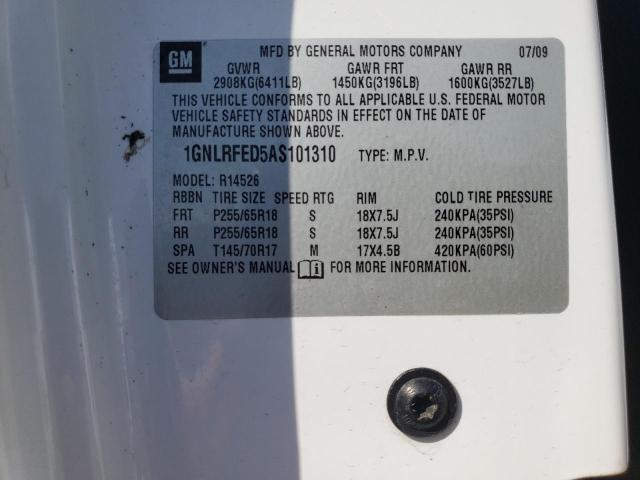 GM
MFD BY GENERAL MOTORS COMPANY 07/09
GVWR GAWR FRT GAWR RR
2908KG(6411LB) 1450KG(3196LB) 1600KG(3527LB)
THIS VEHICLE CONFORMS TO ALL APPLICABLE U.S. FEDERAL MOTOR
VEHICLE SAFETY STANDARDS IN EFFECT ON THE DATE OF
MANUFACTURE SHOWN ABOVE.
1GNLRFED5AS101310 TYPE: M.P.V.
MODEL: R14526
RBBN TIRE SIZE SPEED RTG RIM COLD TIRE PRESSURE
FRT P255/65R18 S 18X7.5J 240KPA(35PSI)
RR P255/65R18 S 18X7.5J 240KPA(35PSI)
SPA T145/70R17 M 17X4.5B 420KPA(60PSI)
SEE OWNER'S MANUAL FOR MORE INFORMATION.